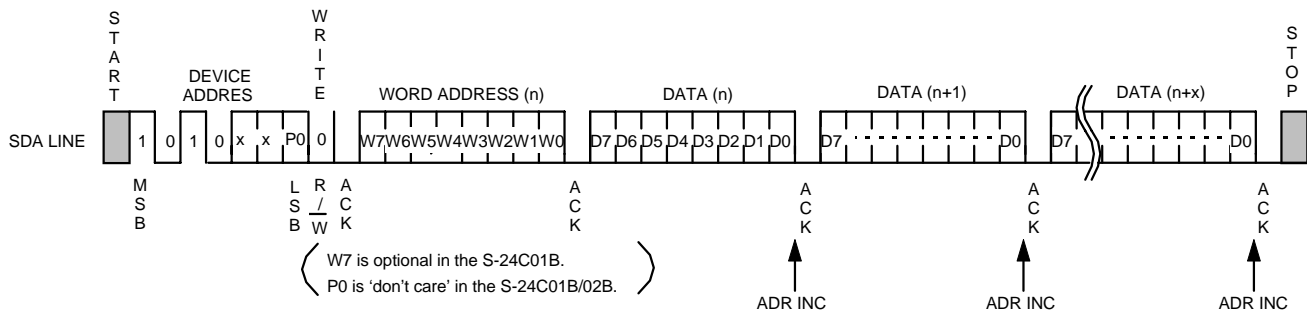 START
WRITE
STOP
DEVICE
ADDRES
WORD ADDRESS (n)
DATA (n)
DATA (n+1)
DATA (n+x)
SDA LINE
1 0 1 0 x x P0 0
W7 W6 W5 W4 W3 W2 W1 W0
D7 D6 D5 D4 D3 D2 D1 D0
D7 D0
D7 D0
MSB
LSB
R/W
ACK
ACK
ACK
ACK
ACK
W7 is optional in the S-24C01B.
P0 is ‘don’t care’ in the S-24C01B/02B.
ADR INC
ADR INC
ADR INC